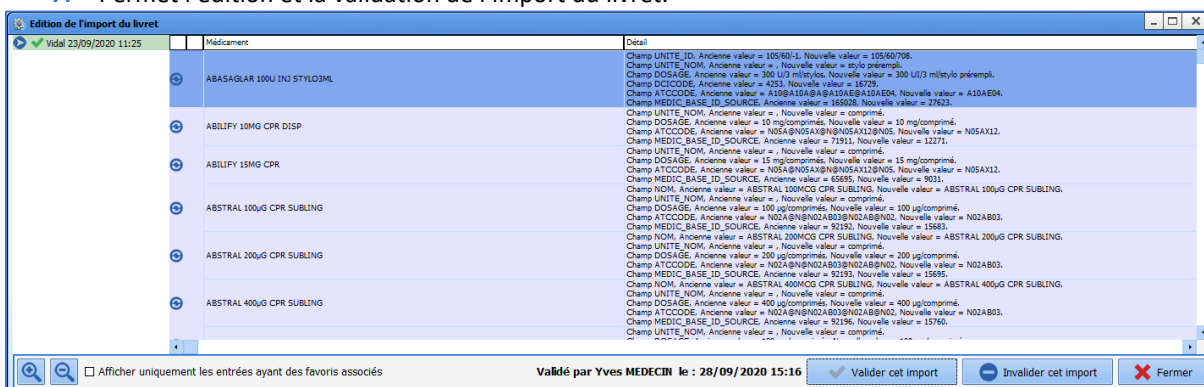 Permet l'édition et la validation de l'import du livret.
Edition de l'import du livret
Vidal 23/09/2020 11:25
Médicament
Détail
ABASAGLAR 100U INJ STYLO3ML
Champ UNITE_ID, Ancienne valeur = 105/60/-1, Nouvelle valeur = 105/60/708.
Champ UNITE_NOM, Ancienne valeur = , Nouvelle valeur = stylo prérempli.
Champ DOSAGE, Ancienne valeur = 300 U/3 ml/stylos, Nouvelle valeur = 300 UI/3 ml/stylo prérempli.
Champ DCICODE, Ancienne valeur = 4253, Nouvelle valeur = 16729.
Champ ATCCODE, Ancienne valeur = A10@A10A@A@A10AE@A10AE04, Nouvelle valeur = A10AE04.
Champ MEDIC_BASE_ID_SOURCE, Ancienne valeur = 165028, Nouvelle valeur = 27623.
ABILIFY 10MG CPR DISP
Champ UNITE_NOM, Ancienne valeur = , Nouvelle valeur = comprimé.
Champ DOSAGE, Ancienne valeur = 10 mg/comprimés, Nouvelle valeur = 10 mg/comprimé.
Champ ATCCODE, Ancienne valeur = N05A@N05AX@N@N05AX12@N05, Nouvelle valeur = N05AX12.
Champ MEDIC_BASE_ID_SOURCE, Ancienne valeur = 71911, Nouvelle valeur = 12271.
ABILIFY 15MG CPR
Champ UNITE_NOM, Ancienne valeur = , Nouvelle valeur = comprimé.
Champ DOSAGE, Ancienne valeur = 15 mg/comprimés, Nouvelle valeur = 15 mg/comprimé.
Champ ATCCODE, Ancienne valeur = N05A@N05AX@N@N05AX12@N05, Nouvelle valeur = N05AX12.
Champ MEDIC_BASE_ID_SOURCE, Ancienne valeur = 65695, Nouvelle valeur = 9031.
ABSTRAL 100µG CPR SUBLING
Champ NOM, Ancienne valeur = ABSTRAL 100MCG CPR SUBLING, Nouvelle valeur = ABSTRAL 100µG CPR SUBLING.
Champ UNITE_NOM, Ancienne valeur = , Nouvelle valeur = comprimé.
Champ DOSAGE, Ancienne valeur = 100 µg/comprimés, Nouvelle valeur = 100 µg/comprimé.
Champ ATCCODE, Ancienne valeur = N02A@N@N02AB03@N02AB@N02, Nouvelle valeur = N02AB03.
Champ MEDIC_BASE_ID_SOURCE, Ancienne valeur = 92192, Nouvelle valeur = 15683.
ABSTRAL 200µG CPR SUBLING
Champ NOM, Ancienne valeur = ABSTRAL 200MCG CPR SUBLING, Nouvelle valeur = ABSTRAL 200µG CPR SUBLING.
Champ UNITE_NOM, Ancienne valeur = , Nouvelle valeur = comprimé.
Champ DOSAGE, Ancienne valeur = 200 µg/comprimés, Nouvelle valeur = 200 µg/comprimé.
Champ ATCCODE, Ancienne valeur = N02A@N@N02AB03@N02AB@N02, Nouvelle valeur = N02AB03.
Champ MEDIC_BASE_ID_SOURCE, Ancienne valeur = 92193, Nouvelle valeur = 15695.
ABSTRAL 400µG CPR SUBLING
Champ NOM, Ancienne valeur = ABSTRAL 400MCG CPR SUBLING, Nouvelle valeur = ABSTRAL 400µG CPR SUBLING.
Champ UNITE_NOM, Ancienne valeur = , Nouvelle valeur = comprimé.
Champ DOSAGE, Ancienne valeur = 400 µg/comprimés, Nouvelle valeur = 400 µg/comprimé.
Champ ATCCODE, Ancienne valeur = N02A@N@N02AB03@N02AB@N02, Nouvelle valeur = N02AB03.
Champ MEDIC_BASE_ID_SOURCE, Ancienne valeur = 92196, Nouvelle valeur = 15760.
Champ UNITE_NOM, Ancienne valeur = , Nouvelle valeur = comprimé.
Afficher uniquement les entrées ayant des favoris associés
Validé par Yves MEDECIN le : 28/09/2020 15:16
Valider cet import
Invalider cet import
Fermer